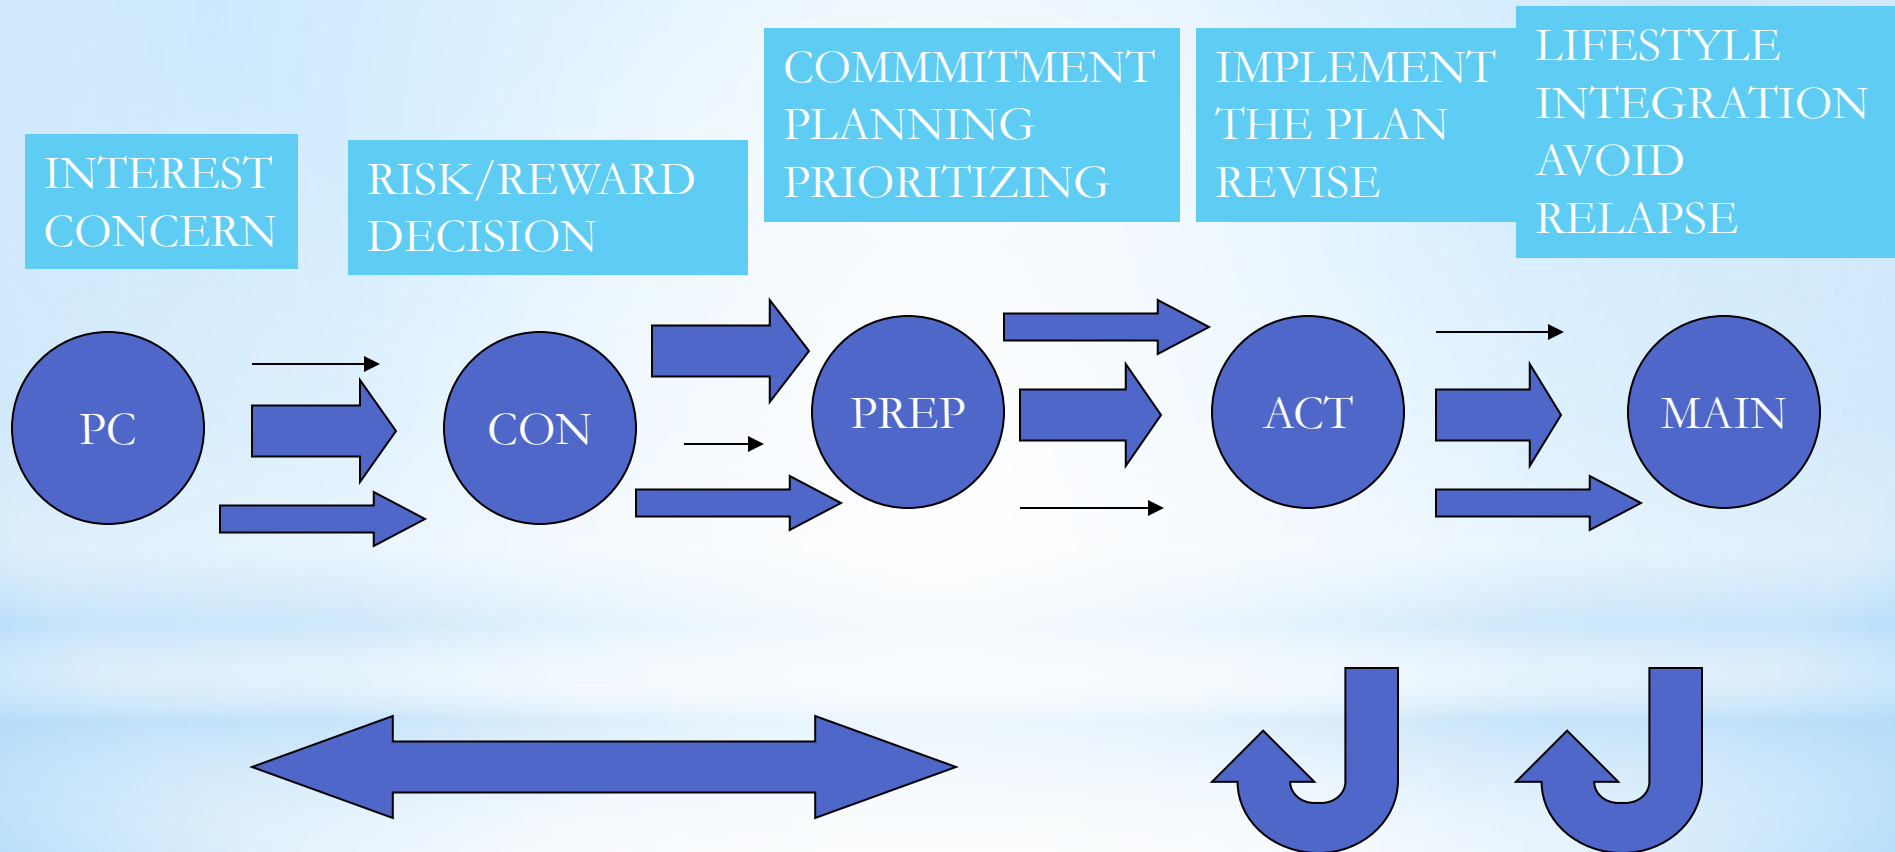 INTEREST
CONCERN
RISK/REWARD
DECISION
COMMMITMENT
PLANNING
PRIORITIZING
IMPLEMENT
THE PLAN
REVISE
LIFESTYLE
INTEGRATION
AVOID
RELAPSE
PC
CON
PREP
ACT
MAIN